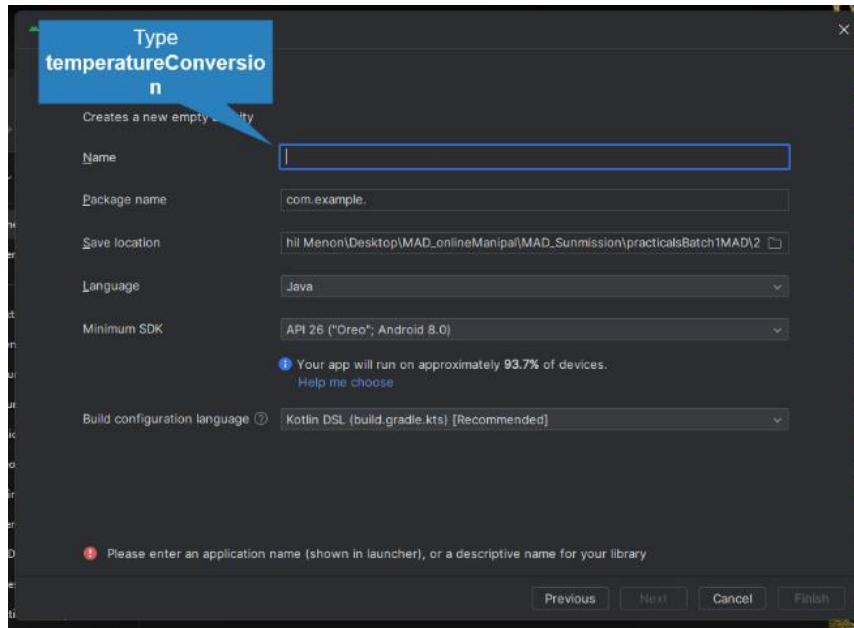 Type
temperatureConversio
n
Creates a new empty
Name
Package name com.example.
Save location hil Menon\Desktop\MAD_onlineManipal\MAD_Sunmission\practicalsBatch1MAD\2
Language Java
Minimum SDK API 26 ("Oreo"; Android 8.0)
Your app will run on approximately 93.7% of devices.
Help me choose
Build configuration language Kotlin DSL (build.gradle.kts) [Recommended]
Please enter an application name (shown in launcher), or a descriptive name for your library
Previous Next Cancel Finish